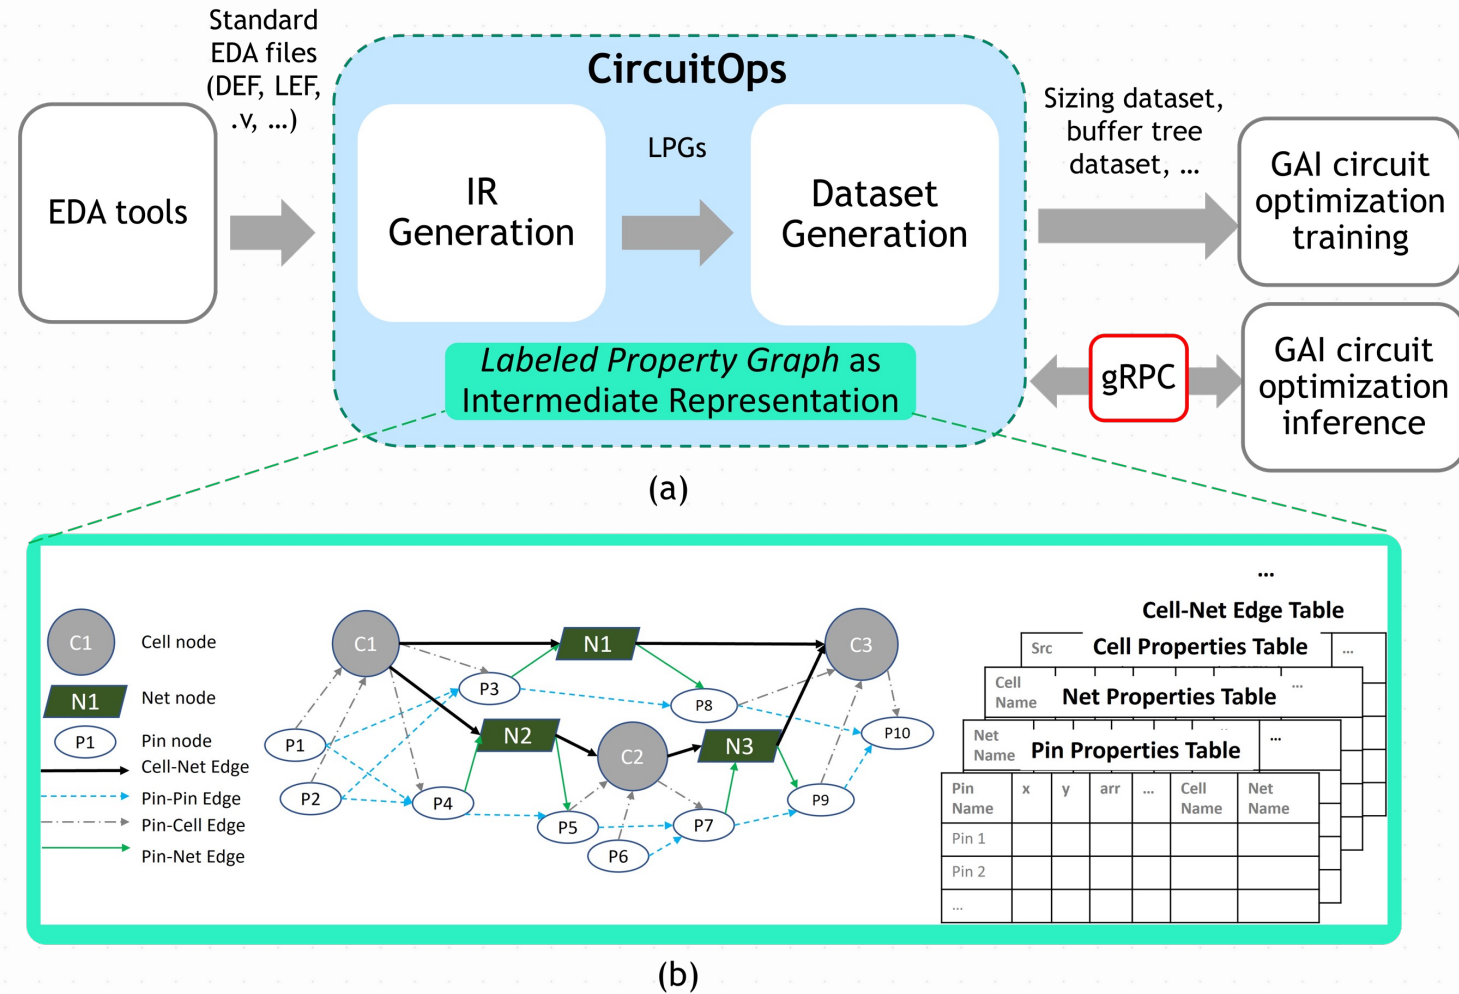 Standard
EDA files
(DEF, LEF,
.v, ...)
EDA tools
CircuitOps
IR
Generation
LPGs
Dataset
Generation
Labeled Property Graph as
Intermediate Representation
Sizing dataset,
buffer tree
dataset, ...
GAI circuit
optimization
training
gRPC
GAI circuit
optimization
inference
(a)
C1
Cell node
N1
Net node
P1
Pin node
Cell-Net Edge
Pin-Pin Edge
Pin-Cell Edge
Pin-Net Edge
C1
N1
C3
P3
P8
P1
N2
C2
N3
P10
P2
P4
P5
P7
P9
P6
...
Cell-Net Edge Table
Src
...
Cell Properties Table
Cell
Name
...
Net Properties Table
Net
Name
...
Pin Properties Table
Pin
Name
x
y
arr
...
Cell
Name
Net
Name
Pin 1
Pin 2
...
(b)